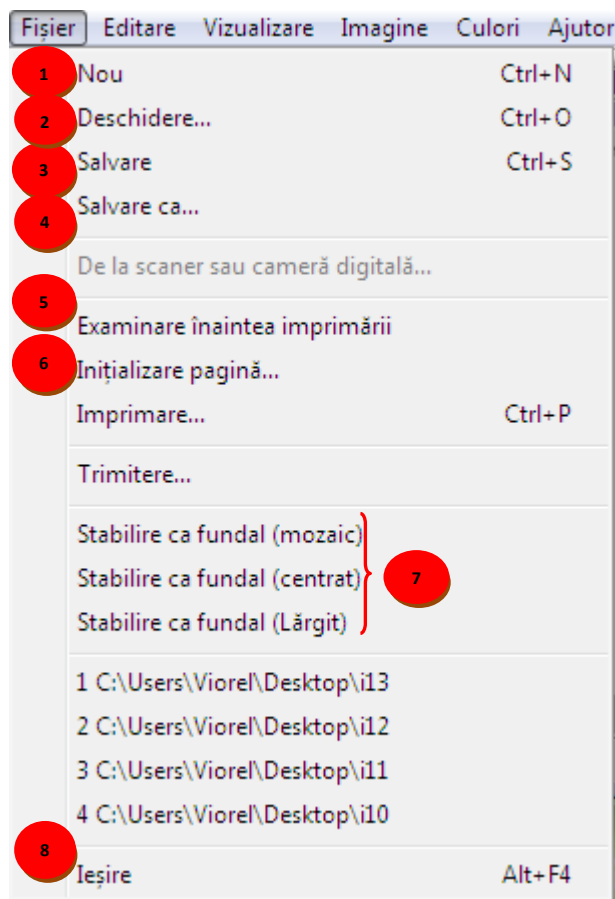 Fișier Editare Vizualizare Imagine Culori Ajutor
1 Nou Ctrl+N
2 Deschidere... Ctrl+O
3 Salvare Ctrl+S
4 Salvare ca...
De la scaner sau cameră digitală...
5 Examinare înaintea imprimării
6 Inițializare pagină...
Imprimare... Ctrl+P
Trimitere...
Stabilire ca fundal (mozaic)
Stabilire ca fundal (centrat) 7
Stabilire ca fundal (Lărgit)
1 C:\Users\Viorel\Desktop\i13
2 C:\Users\Viorel\Desktop\i12
3 C:\Users\Viorel\Desktop\i11
4 C:\Users\Viorel\Desktop\i10
8 Ieșire Alt+F4